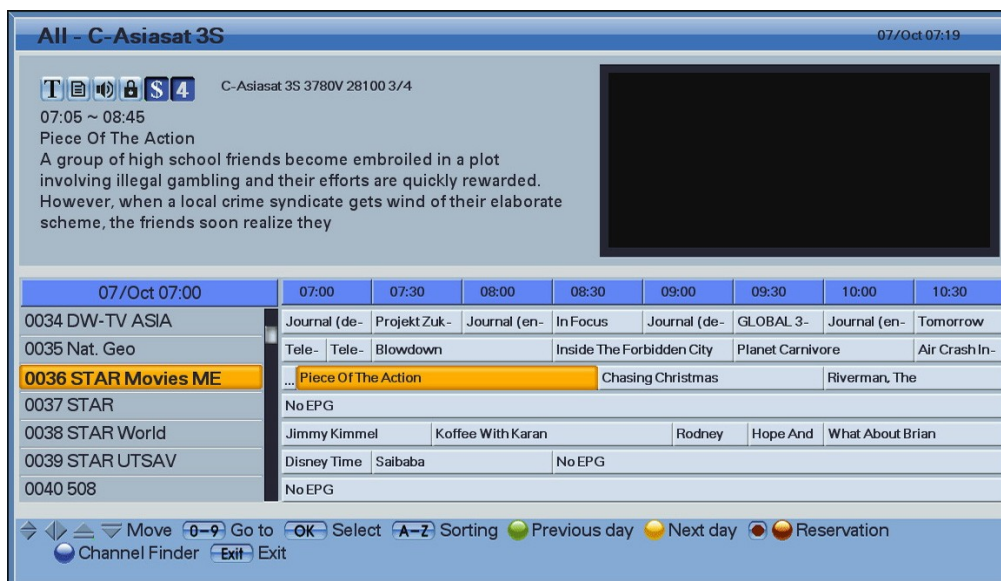 All - C-Asiasat 3S
07/Oct 07:19
T S 4 C-Asiasat 3S 3780V 28100 3/4
07:05 ~ 08:45
Piece Of The Action
A group of high school friends become embroiled in a plot
involving illegal gambling and their efforts are quickly rewarded.
However, when a local crime syndicate gets wind of their elaborate
scheme, the friends soon realize they
07/Oct 07:00 07:00 07:30 08:00 08:30 09:00 09:30 10:00 10:30
0034 DW-TV ASIA Journal (de- Projekt Zuk- Journal (en- In Focus Journal (de- GLOBAL 3- Journal (en- Tomorrow
0035 Nat. Geo Tele- Tele- Blowdown Inside The Forbidden City Planet Carnivore Air Crash In-
0036 STAR Movies ME ... Piece Of The Action Chasing Christmas Riverman, The
0037 STAR No EPG
0038 STAR World Jimmy Kimmel Koffee With Karan Rodney Hope And What About Brian
0039 STAR UTSAV Disney Time Saibaba No EPG
0040 508 No EPG
Move 0-9 Go to OK Select A-Z Sorting Previous day Next day Reservation
Channel Finder Exit Exit